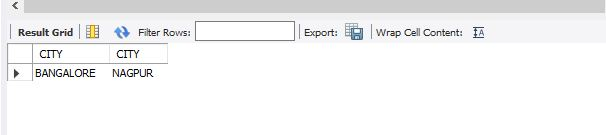 Result Grid Filter Rows: Export: Wrap Cell Content:
CITY CITY
BANGALORE NAGPUR